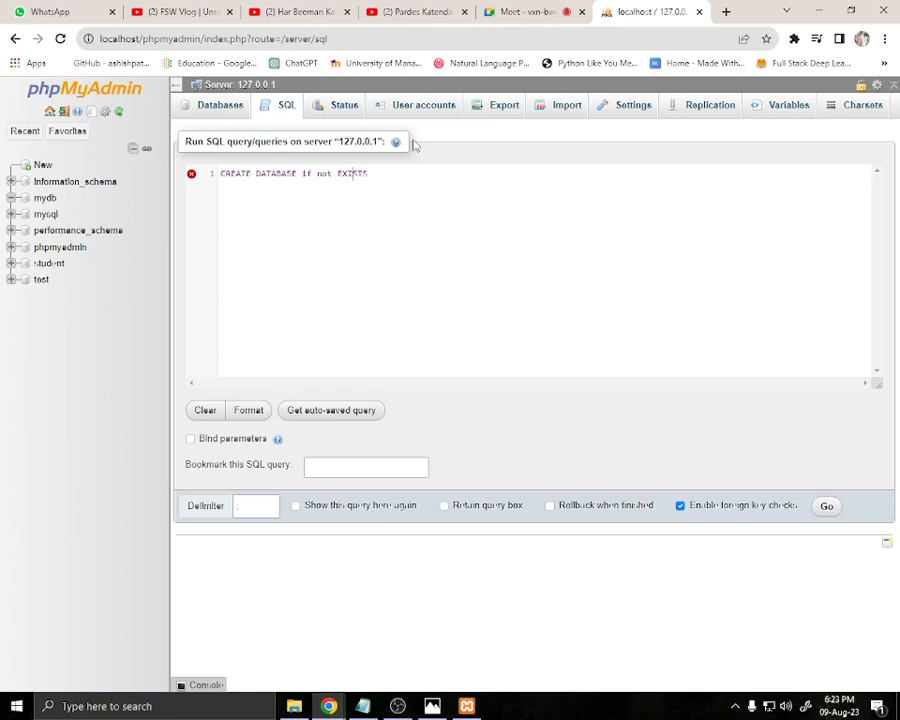 WhatsApp
(2) FSW Vlog | Unra
(2) Har Beeman Ka
(2) Pardes Katenda
Meet - vxn-bw
localhost / 127.0.0.
localhost/phpmyadmin/index.php?route=/server/sql
Apps
GitHub - ashishpat...
Education – Googl...
ChatGPT
University of Mana...
Natural Language P...
Python Like You Me...
Home - Made With...
Full Stack Deep Lea...
phpMyAdmin
Recent
Favorites
New
information_schema
mydb
mysql
performance_schema
phpmyadmin
student
test
Server: 127.0.0.1
Databases
SQL
Status
User accounts
Export
Import
Settings
Replication
Variables
Charsets
Run SQL query/queries on server “127.0.0.1”:
1 CREATE DATABASE if not EXISTS
Clear
Format
Get auto-saved query
Bind parameters
Bookmark this SQL query:
Delimiter
;
Show this query here again
Retain query box
Rollback when finished
Enable foreign key checks
Go
Console
Type here to search
6:23 PM
09-Aug-23